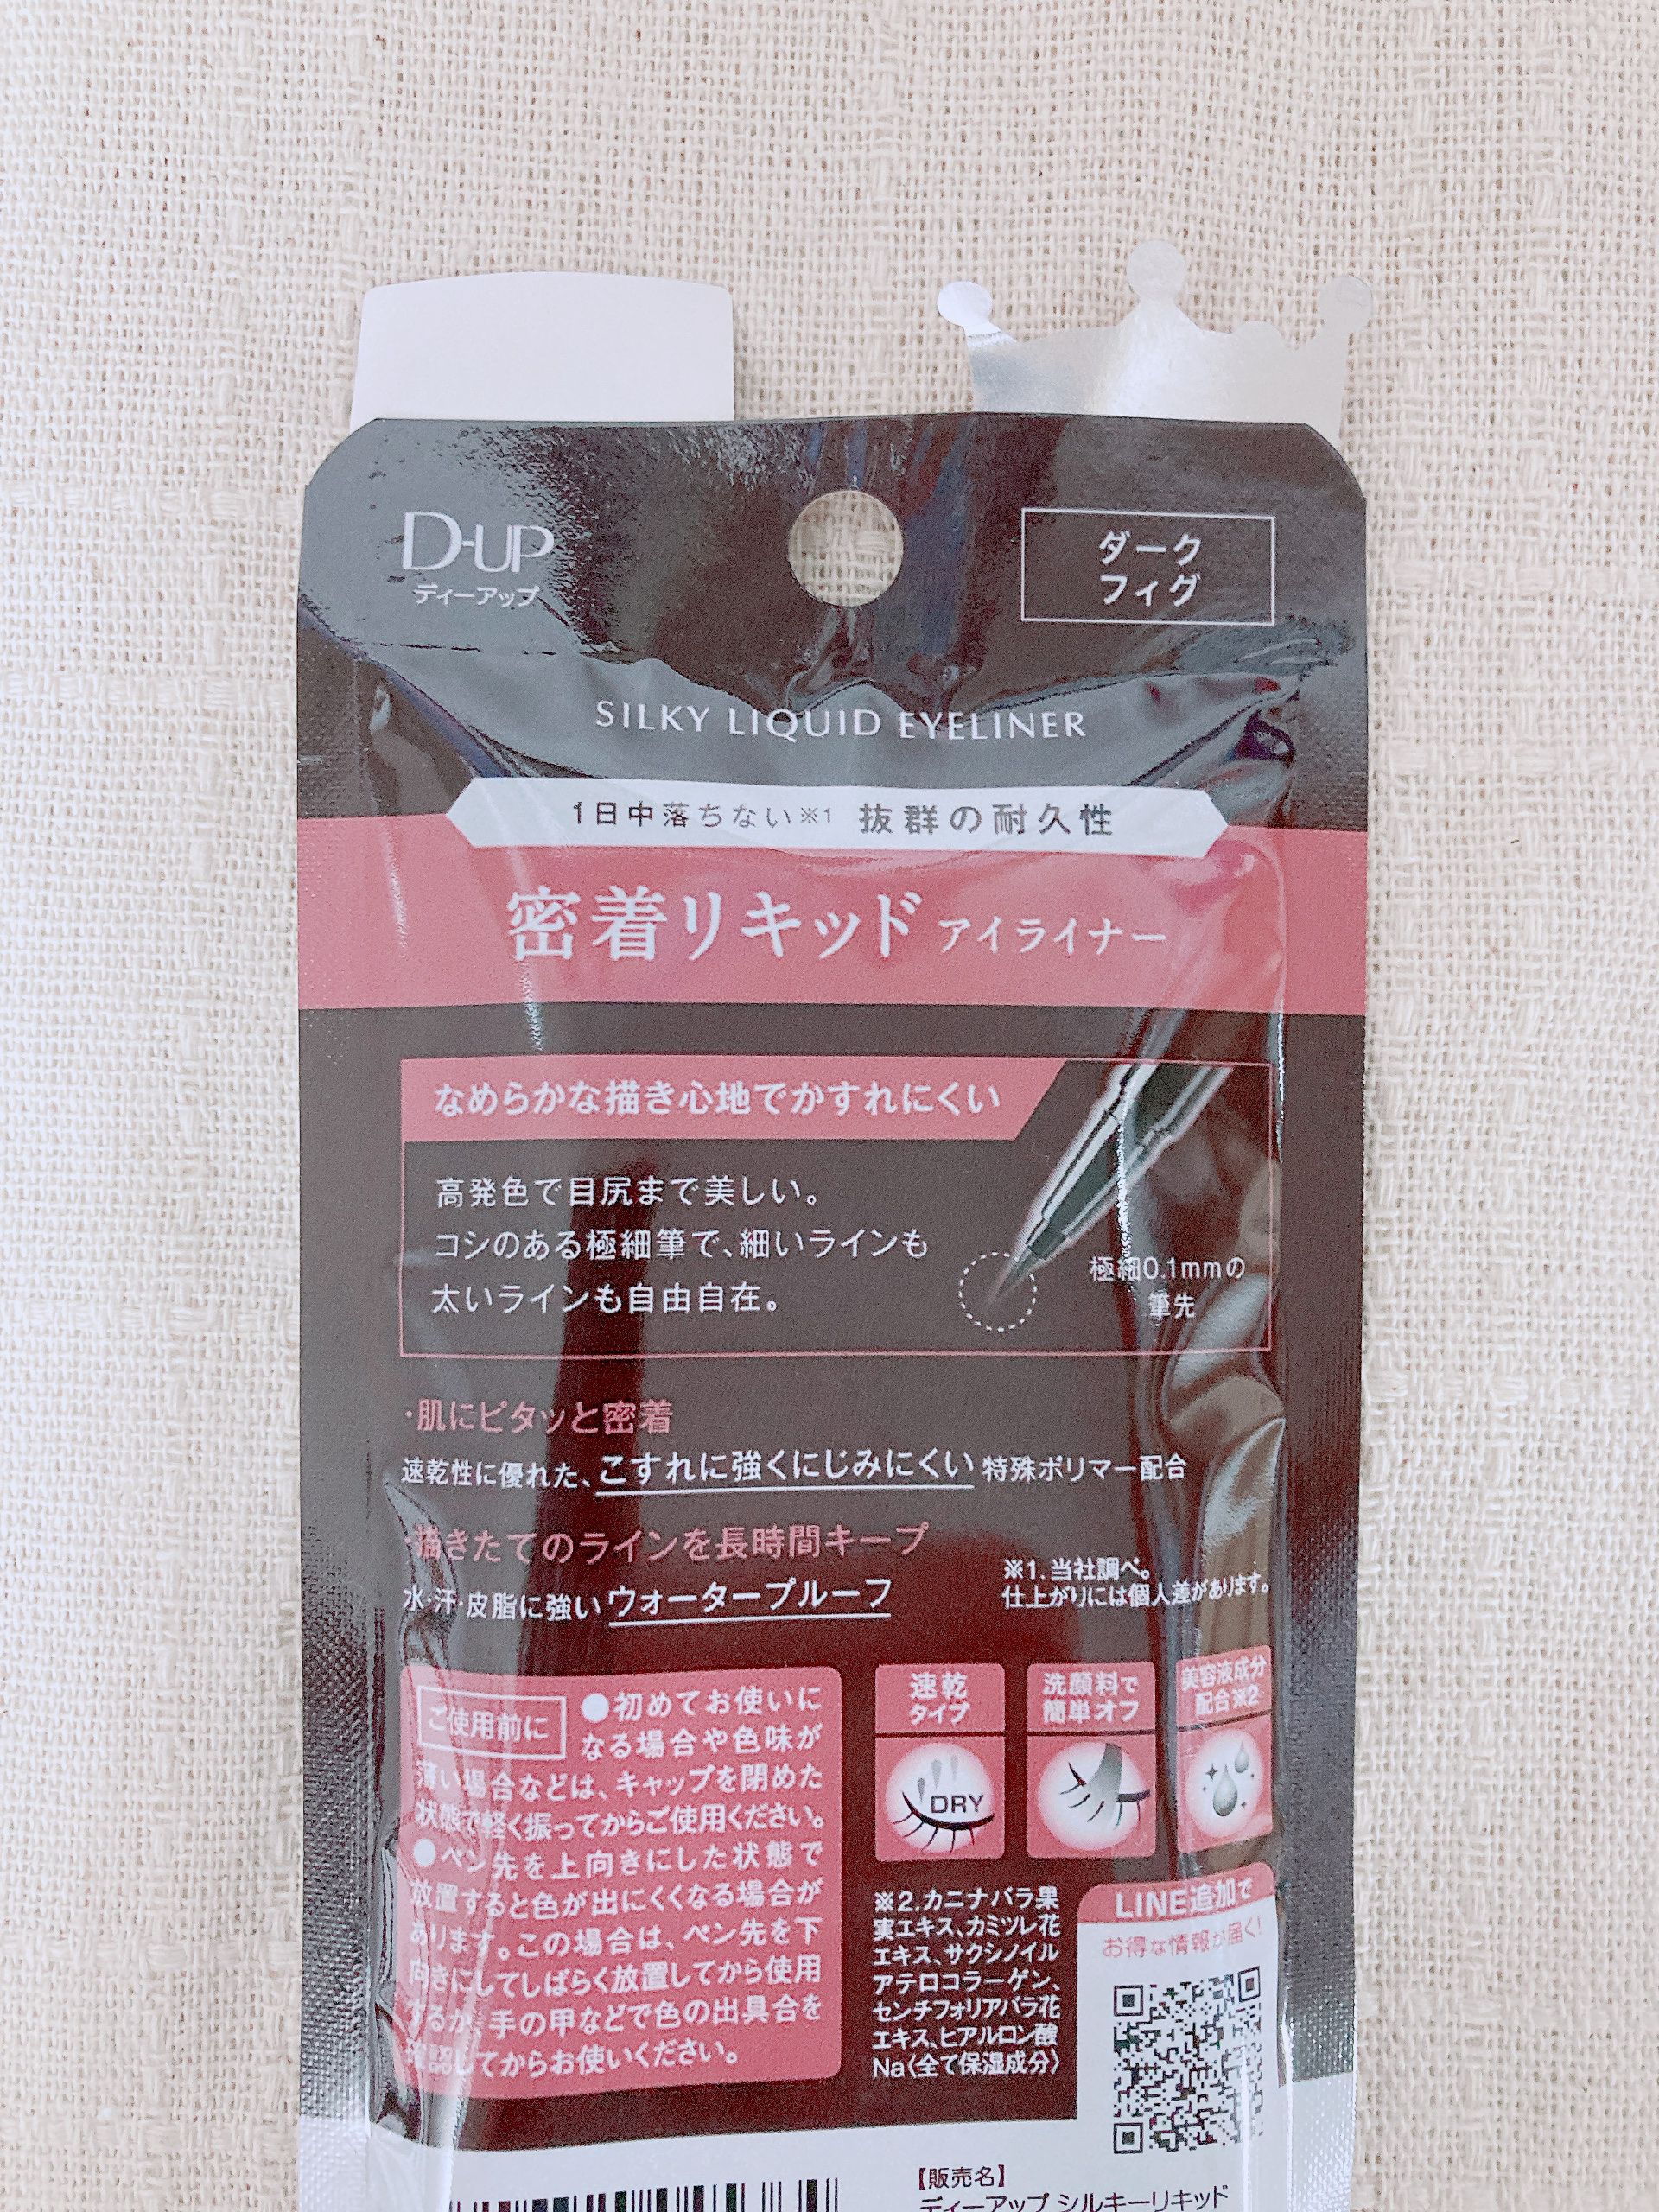 D-UP
ディーアップ
ダーク
フィグ
SILKY LIQUID EYELINER
1日中落ちない※1 抜群の耐久性
密着リキッド アイライナー
なめらかな描き心地でかすれにくい
高発色で目尻まで美しい。
コシのある極細筆で、細いラインも
太いラインも自由自在。
極細0.1mmの
筆先
・肌にピタッと密着
速乾性に優れた、こすれに強くにじみにくい 特殊ポリマー配合
・描きたてのラインを長時間キープ
水・汗・皮脂に強い ウォータープルーフ
※1.当社調べ。
仕上がりには個人差があります。
ご使用前に
●初めてお使いに
なる場合や色味が
薄い場合などは、キャップを閉めた
状態で軽く振ってからご使用ください。
●ペン先を上向きにした状態で
放置すると色が出にくくなる場合が
あります。この場合は、ペン先を下
向きにしてしばらく放置してから使用
するか、手の甲などで色の出具合を
確認してからお使いください。
速乾
タイプ
DRY
洗顔料で
簡単オフ
美容液成分
配合※2
※2.カニナバラ果
実エキス、カミツレ花
エキス、サクシノイル
アテロコラーゲン、
センチフォリアバラ花
エキス、ヒアルロン酸
Na〈全て保湿成分〉
LINE追加で
お得な情報が届く!
【販売名】
ディーアップ シルキーリキッド